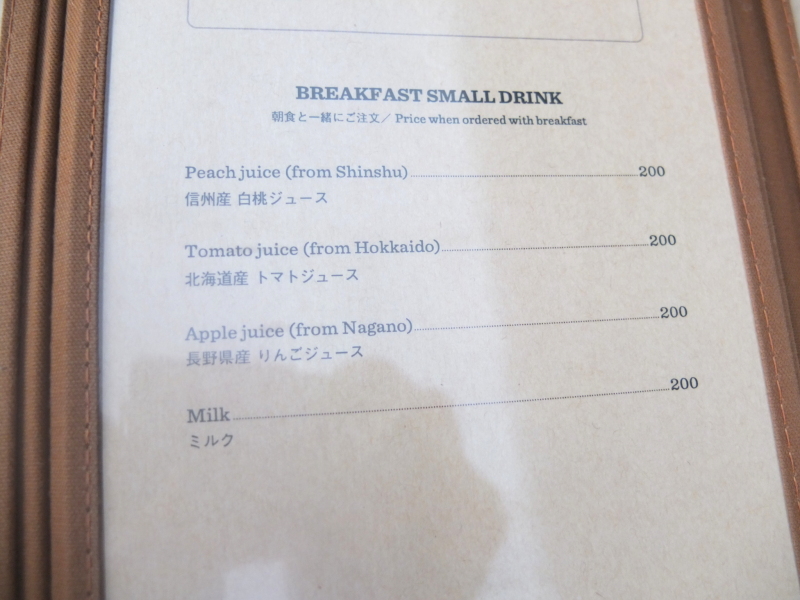 BREAKFAST SMALL DRINK
朝食と一緒にご注文／ Price when ordered with breakfast
Peach juice (from Shinshu) 200
信州産 白桃ジュース
Tomato juice (from Hokkaido) 200
北海道産 トマトジュース
Apple juice (from Nagano) 200
長野県産 りんごジュース
Milk 200
ミルク